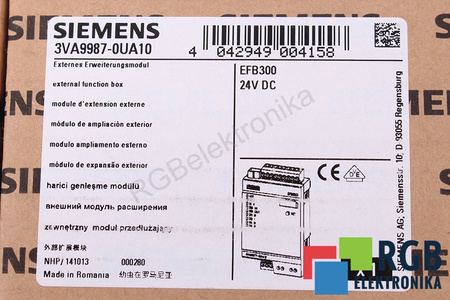 SIEMENS
3VA9987-0UA10
4 042949 004158
Externes Erweiterungsmodul
external function box
module d'extension externe
módulo de ampliación exterior
modulo ampliamento esterno
módulo de expansão exterior
harici genleşme modülü
внешний модуль расширения
zewnętrzny moduł przedłużający
外部扩展模块
NHP/141013 000280
Made in Romania
EFB300
24V DC
SIEMENS AG, Siemensstr. 10, D 93055 Regensburg
SIEMENS
RGBelektronika
RGB
ELEKTRONIKA